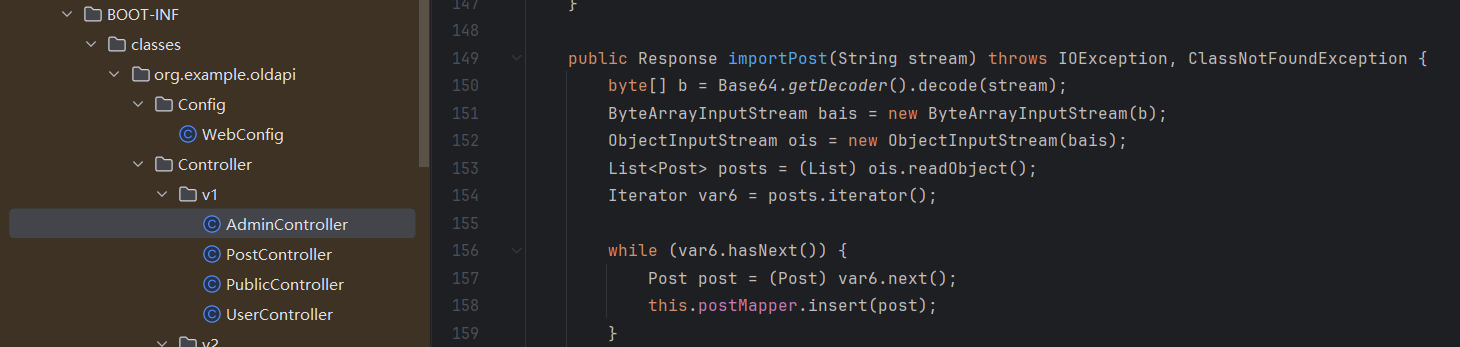 BOOT-INF
classes
org.example.oldapi
Config
WebConfig
Controller
v1
AdminController
PostController
PublicController
UserController
v2
147 }
148
149 public Response importPost(String stream) throws IOException, ClassNotFoundException {
150 byte[] b = Base64.getDecoder().decode(stream);
151 ByteArrayInputStream bais = new ByteArrayInputStream(b);
152 ObjectInputStream ois = new ObjectInputStream(bais);
153 List<Post> posts = (List) ois.readObject();
154 Iterator var6 = posts.iterator();
155
156 while (var6.hasNext()) {
157 Post post = (Post) var6.next();
158 this.postMapper.insert(post);
159 }